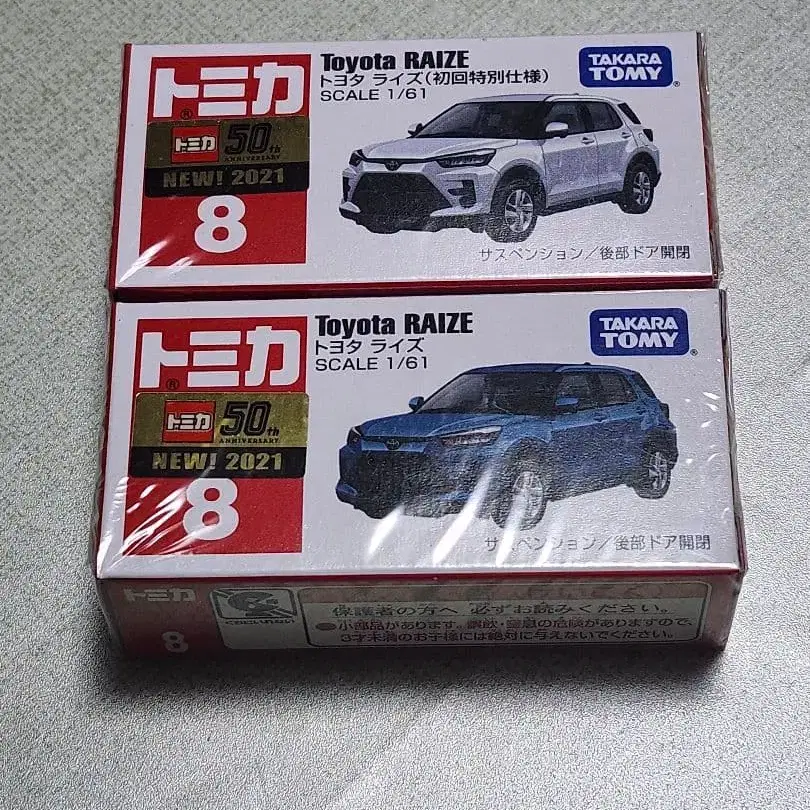 トミカ
®
トミカ 50th
ANNIVERSARY
NEW! 2021
8
Toyota RAIZE
トヨタ ライズ(初回特別仕様)
SCALE 1/61
TAKARA
TOMY®
サスペンション/後部ドア開閉
トミカ
®
トミカ 50th
ANNIVERSARY
NEW! 2021
8
Toyota RAIZE
トヨタ ライズ
SCALE 1/61
TAKARA
TOMY®
サスペンション/後部ドア開閉
トミカ
8
くちにいれない
保護者の方へ 必ずお読みください。
●小部品があります。誤飲・窒息の危険がありますので、
3才未満のお子様には絶対に与えないでください。